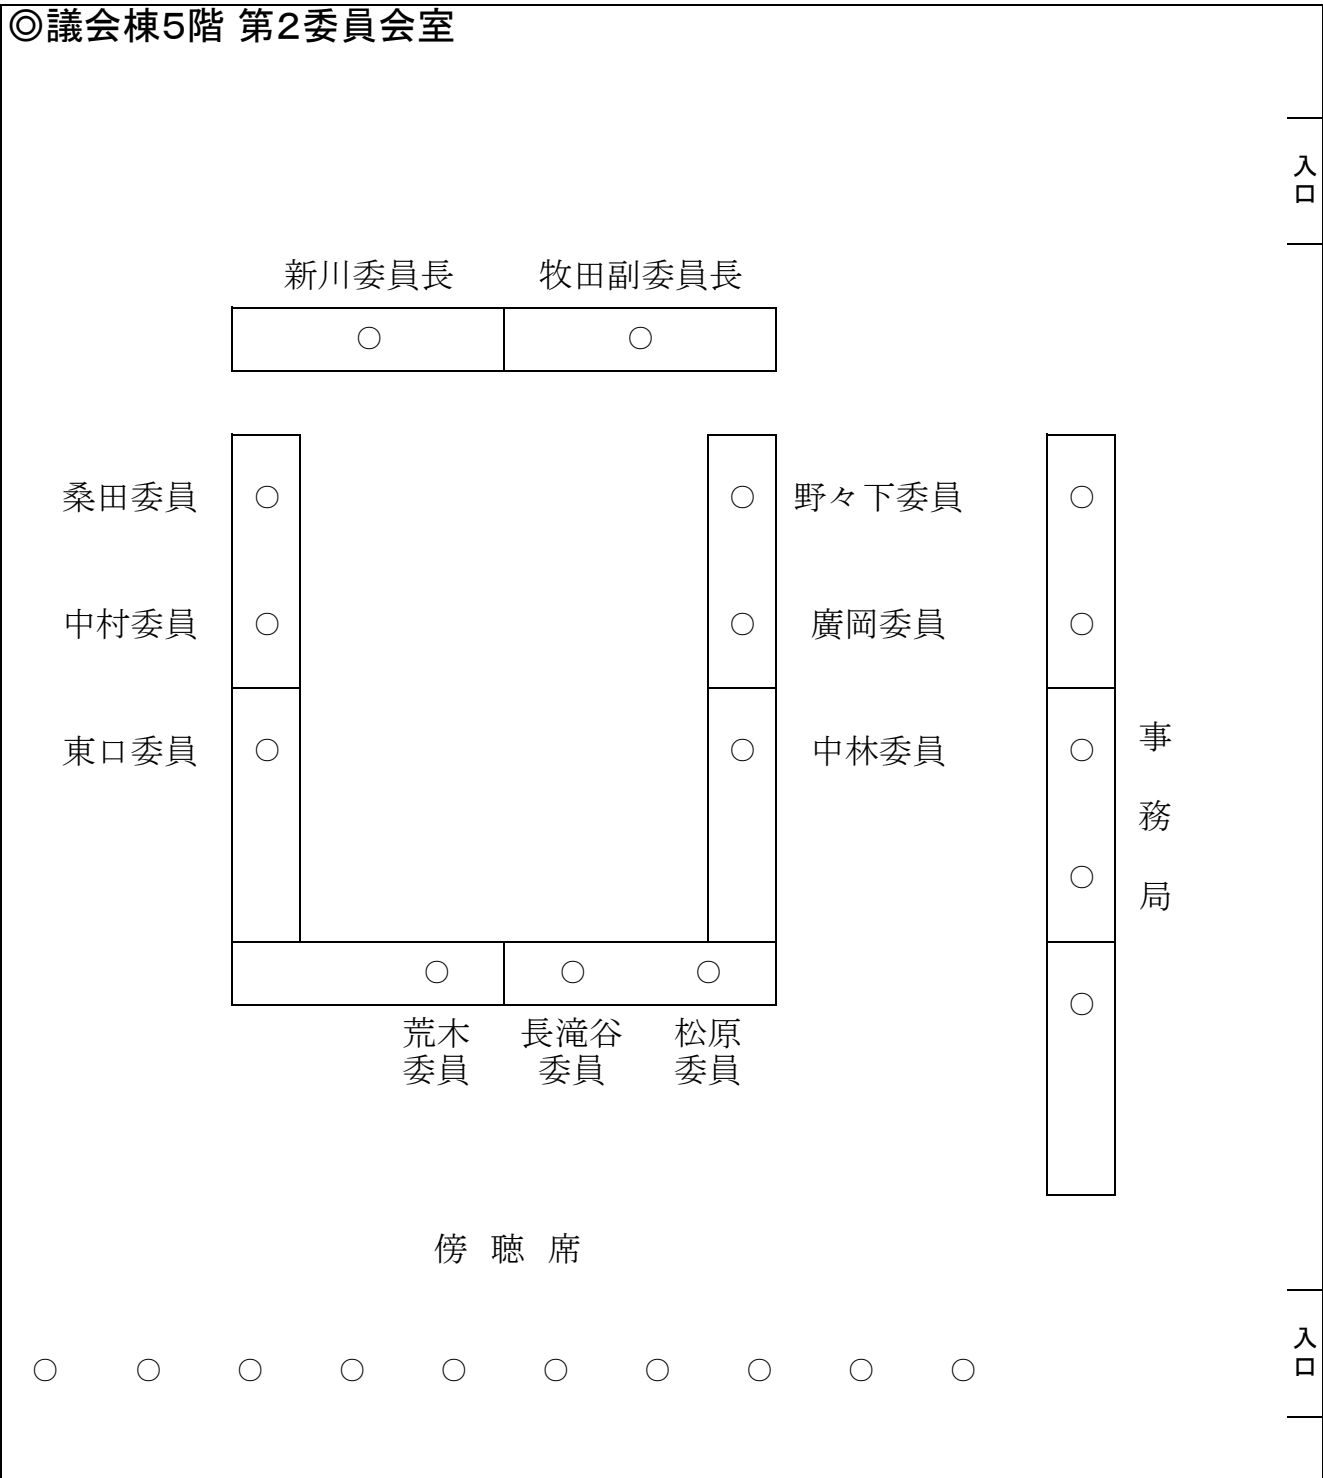 ◎議会棟5階 第2委員会室
入口
新川委員長 牧田副委員長
○ ○
桑田委員 ○ ○ 野々下委員 ○
中村委員 ○ ○ 廣岡委員 ○
東口委員 ○ ○ 中林委員 ○
事務局
○
○ ○ ○ ○
荒木委員 長滝谷委員 松原委員
傍聴席
入口
○ ○ ○ ○ ○ ○ ○ ○ ○ ○